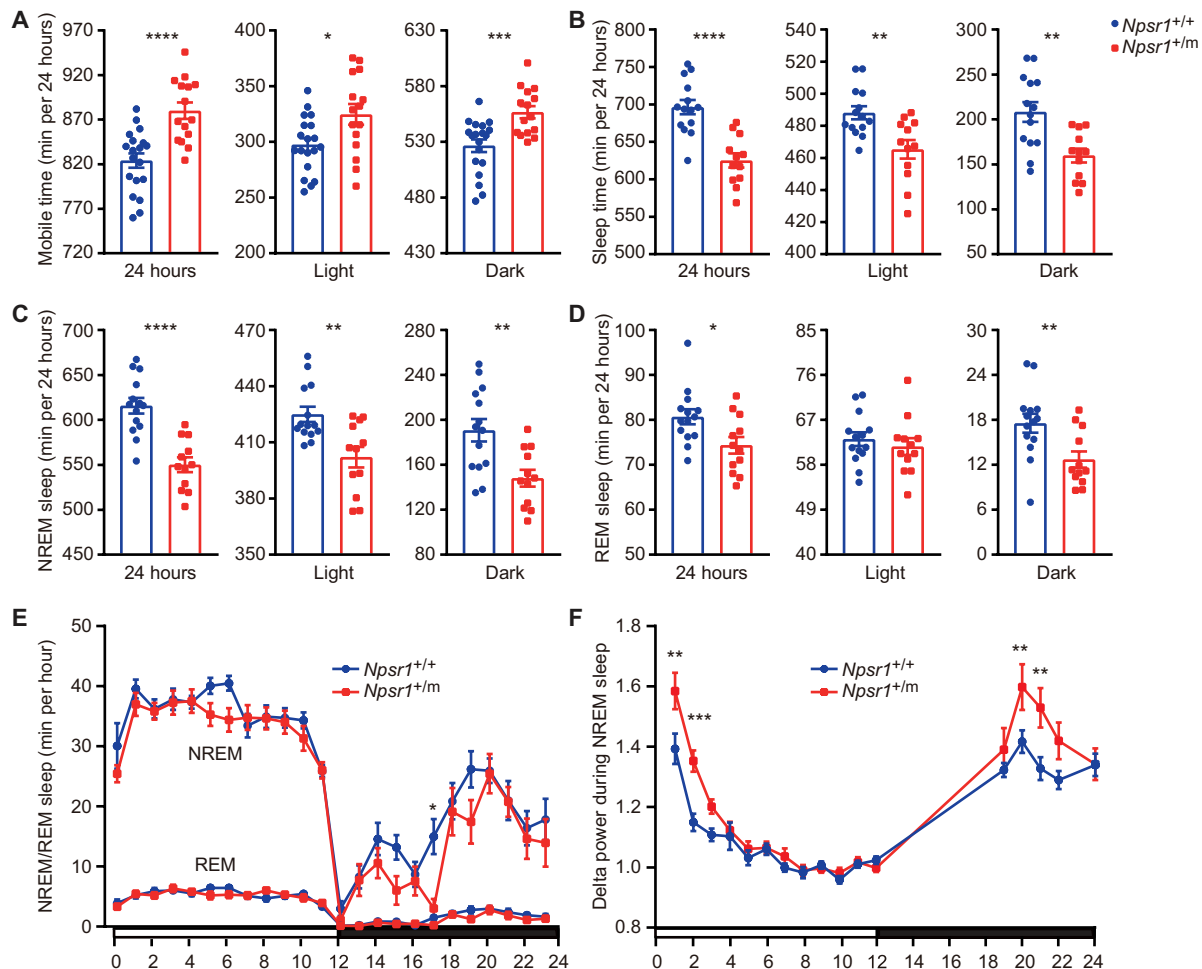 A
Mobile time (min per 24 hours)
970
920
870
820
770
720
****
24 hours
400
350
300
250
200
*
Light
630
580
530
480
430
***
Dark
B
Sleep time (min per 24 hours)
800
750
700
650
600
550
500
****
24 hours
540
520
500
480
460
440
420
400
**
Light
300
250
200
150
100
50
**
Dark
Npsr1+/+
Npsr1+/m
C
NREM sleep (min per 24 hours)
700
650
600
550
500
450
****
24 hours
470
440
410
380
350
**
Light
280
240
200
160
120
80
**
Dark
D
REM sleep (min per 24 hours)
100
90
80
70
60
50
*
24 hours
85
76
67
58
49
40
Light
30
24
18
12
6
0
**
Dark
E
NREM/REM sleep (min per hour)
50
40
30
20
10
0
Npsr1+/+
Npsr1+/m
NREM
REM
*
0 2 4 6 8 10 12 14 16 18 20 22 24
F
Delta power during NREM sleep
1.8
1.6
1.4
1.2
1.0
0.8
**
***
Npsr1+/+
Npsr1+/m
**
**
0 2 4 6 8 10 12 14 16 18 20 22 24